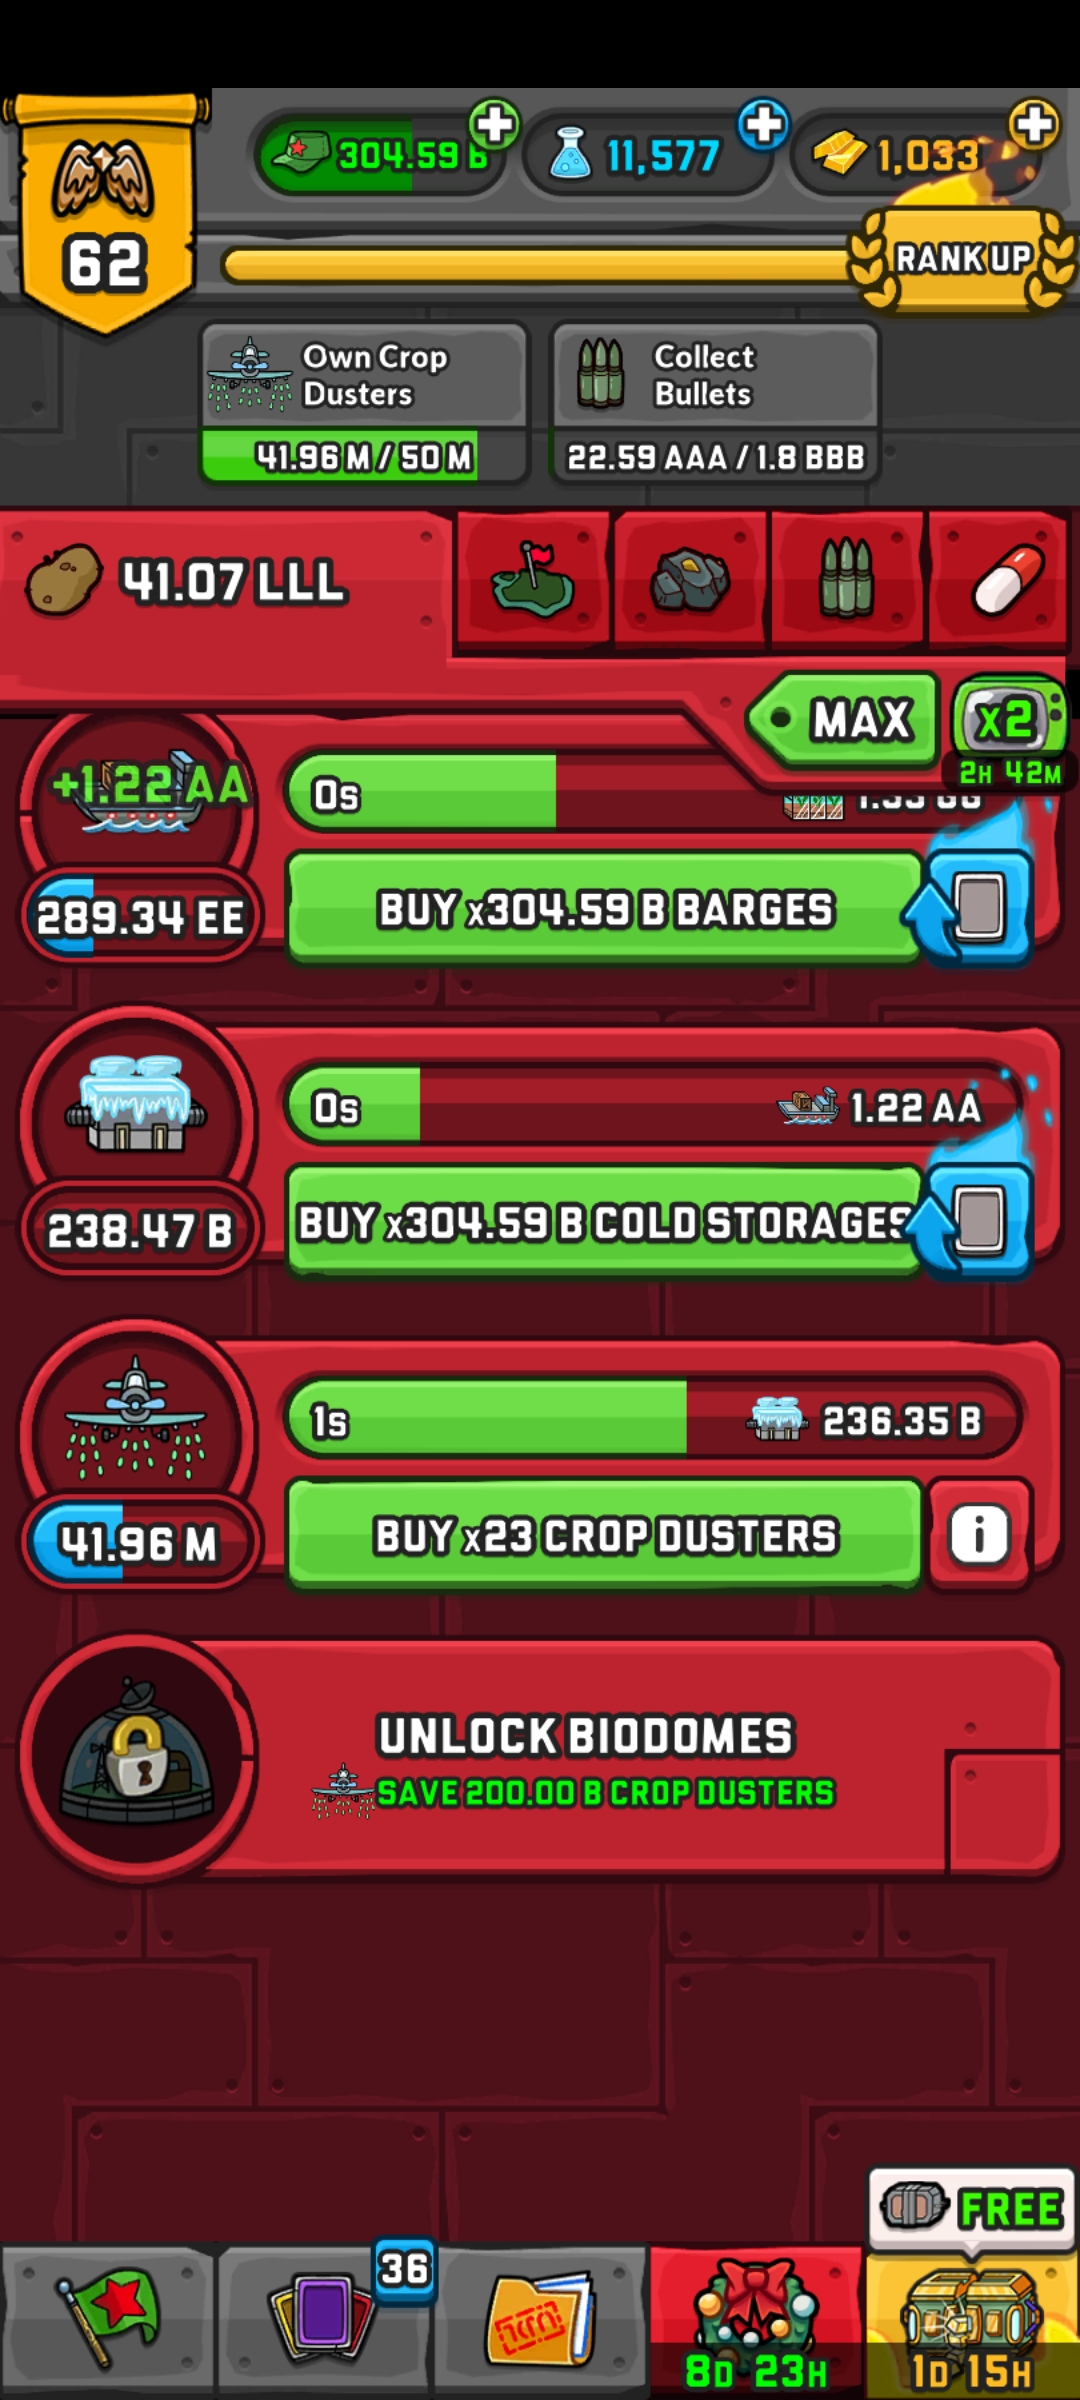 304.59 B
11,577
1,033
62
RANK UP
Own Crop
Dusters
41.96 M / 50 M
Collect
Bullets
22.59 AAA / 1.8 BBB
41.07 LLL
MAX
x2
2H 42M
+1.22 AA
0s
289.34 EE
BUY x304.59 B BARGES
0s
1.22 AA
238.47 B
BUY x304.59 B COLD STORAGES
1s
236.35 B
41.96 M
BUY x23 CROP DUSTERS
i
UNLOCK BIODOMES
SAVE 200.00 B CROP DUSTERS
FREE
36
8D 23H
1D 15H